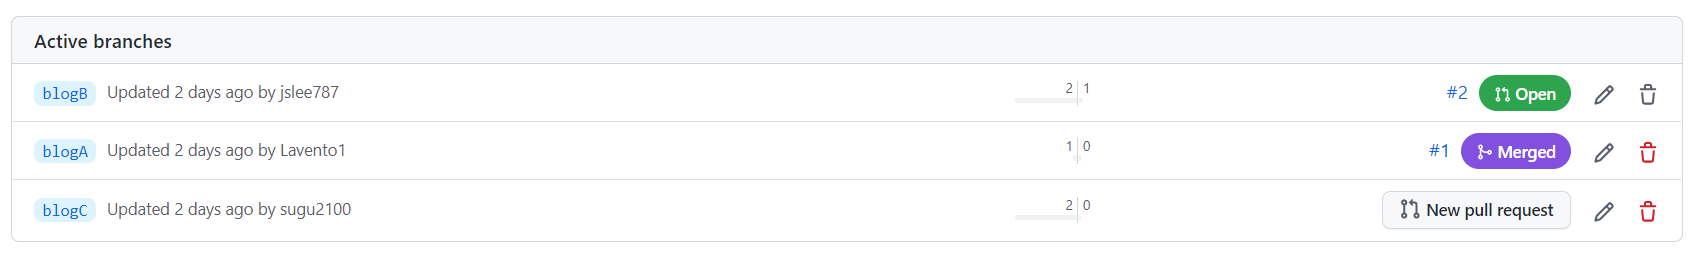 Active branches
blogB Updated 2 days ago by jslee787 2 1 #2 Open
blogA Updated 2 days ago by Lavento1 1 0 #1 Merged
blogC Updated 2 days ago by sugu2100 2 0 New pull request